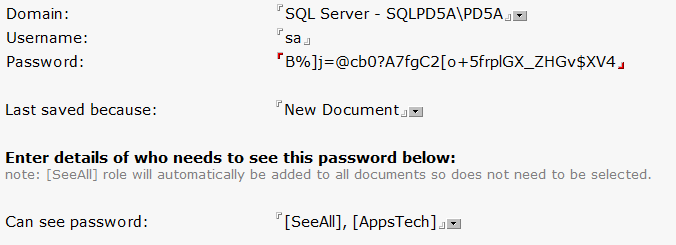 Domain: SQL Server - SQLPD5A\PD5A
Username: sa
Password: B%]j=@cb0?A7fgC2[o+5frplGX_ZHGv$XV4
Last saved because: New Document
Enter details of who needs to see this password below:
note: [SeeAll] role will automatically be added to all documents so does not need to be selected.
Can see password: [SeeAll], [AppsTech]